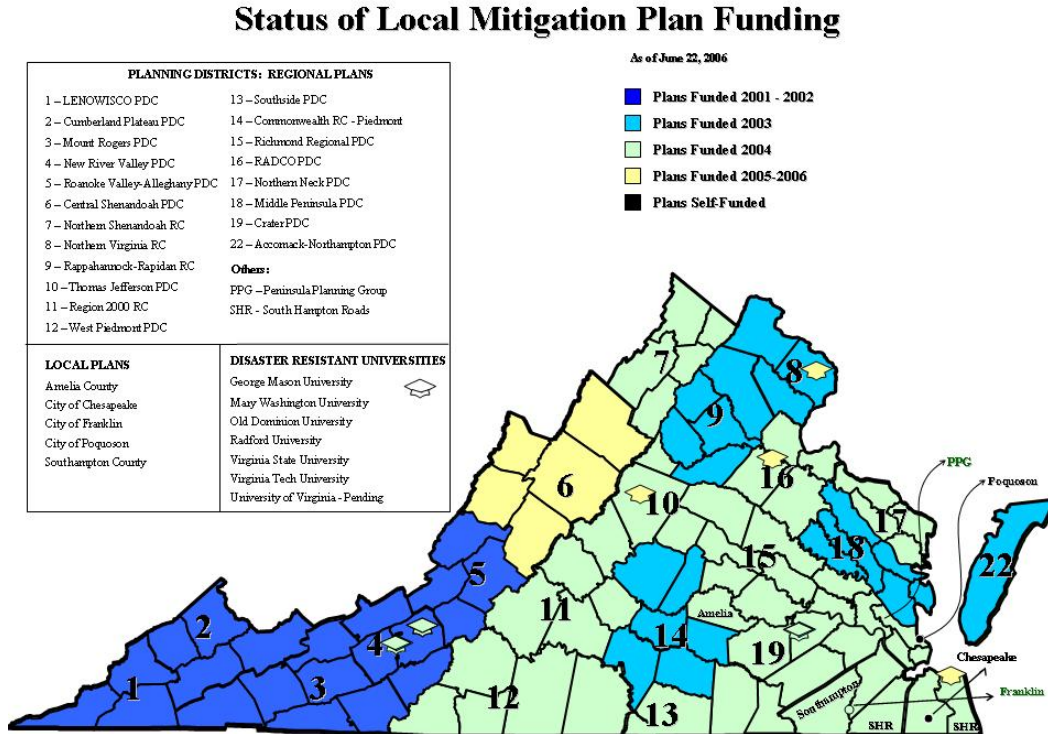 Status of Local Mitigation Plan Funding
As of June 22, 2006
PLANNING DISTRICTS: REGIONAL PLANS
1 – LENOWISCO PDC
2 – Cumberland Plateau PDC
3 – Mount Rogers PDC
4 – New River Valley PDC
5 – Roanoke Valley-Alleghany PDC
6 – Central Shenandoah PDC
7 – Northern Shenandoah RC
8 – Northern Virginia RC
9 – Rappahannock-Rapidan RC
10 – Thomas Jefferson PDC
11 – Region 2000 RC
12 – West Piedmont PDC
13 – Southside PDC
14 – Commonwealth RC - Piedmont
15 – Richmond Regional PDC
16 – RADCO PDC
17 – Northern Neck PDC
18 – Middle Peninsula PDC
19 – Crater PDC
22 – Accomack-Northampton PDC
Others:
PPG – Peninsula Planning Group
SHR - South Hampton Roads
LOCAL PLANS
Amelia County
City of Chesapeake
City of Franklin
City of Poquoson
Southampton County
DISASTER RESISTANT UNIVERSITIES
George Mason University
Mary Washington University
Old Dominion University
Radford University
Virginia State University
Virginia Tech University
University of Virginia - Pending
Plans Funded 2001 - 2002
Plans Funded 2003
Plans Funded 2004
Plans Funded 2005-2006
Plans Self-Funded
7
8
9
6
16
PPG
Poquoson
10
17
18
22
5
15
11
Amelia
2
4
14
19
Chesapeake
1
3
12
13
Southampton
Franklin
SHR
SHR